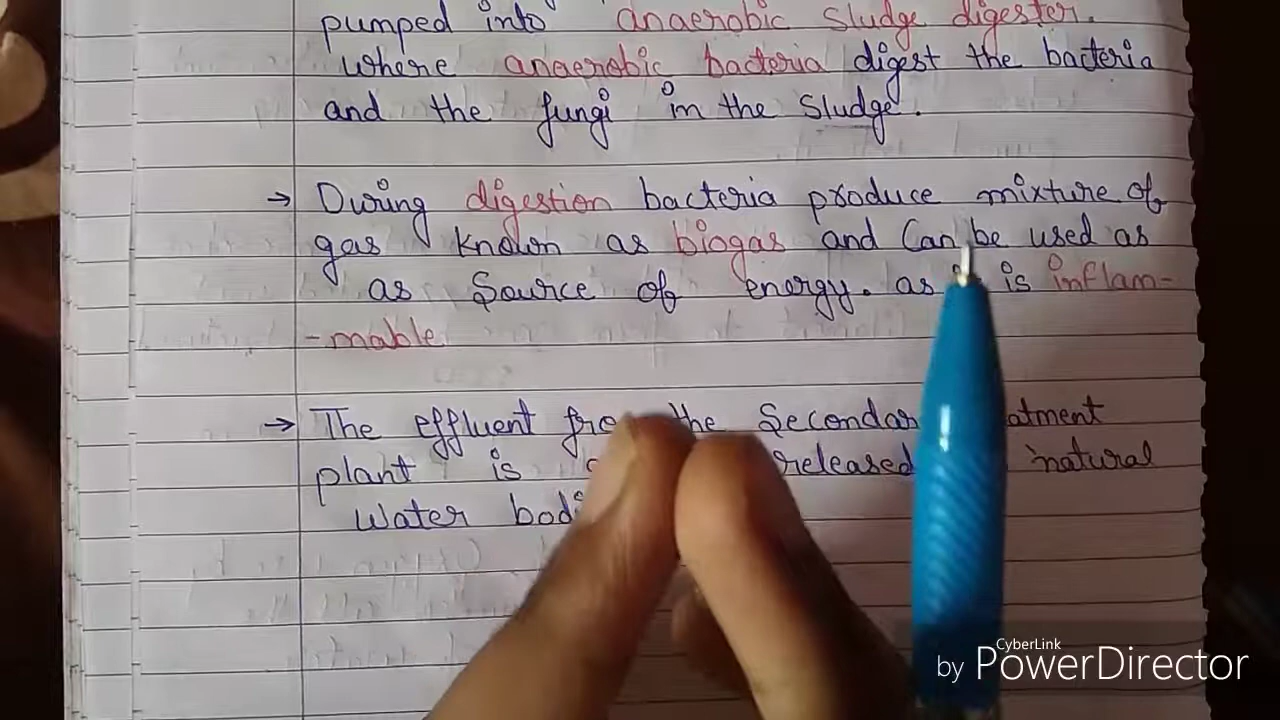 pumped into anaerobic sludge digester.
where anaerobic bacteria digest the bacteria
and the fungi in the sludge.
→ During digestion bacteria produce mixture of
gas known as biogas and can be used as
as source of energy. as is inflam-
-mable
→ The effluent the
plant is released natural
water
CyberLink
by PowerDirector